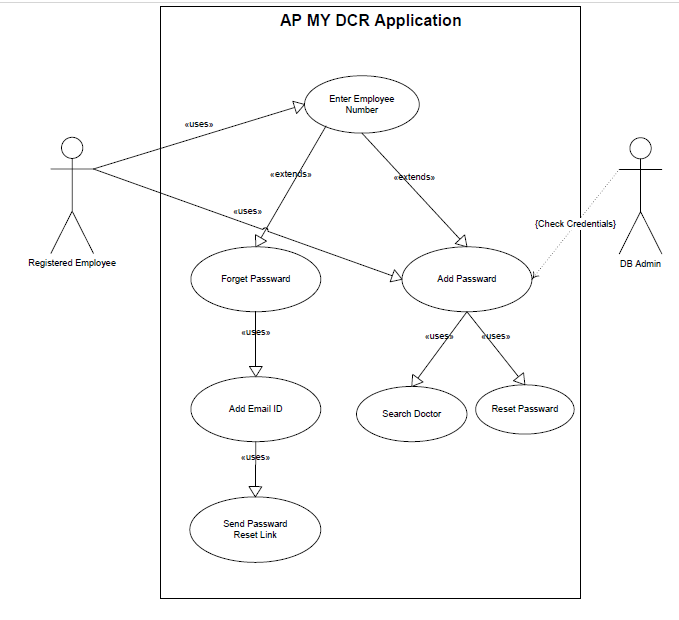 AP MY DCR Application
Enter Employee
Number
«uses»
«extends»
«extends»
«uses»
{Check Credentials}
Registered Employee
DB Admin
Forget Passward
Add Passward
«uses»
«uses»
«uses»
Add Email ID
Search Doctor
Reset Passward
«uses»
Send Passward
Reset Link